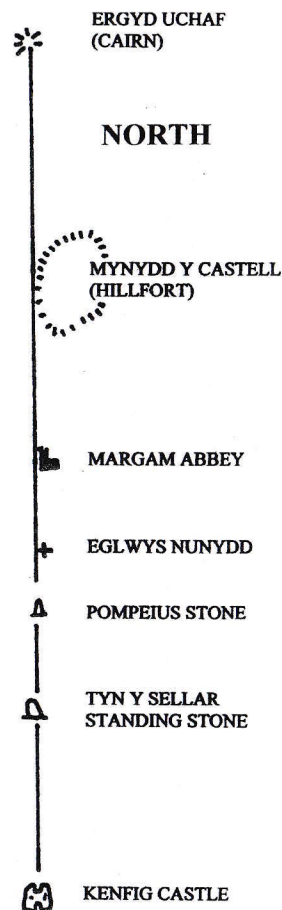 ERGYD UCHAF
(CAIRN)
NORTH
MYNYDD Y CASTELL
(HILLFORT)
MARGAM ABBEY
EGLWYS NUNYDD
POMPEIUS STONE
TYN Y SELLAR
STANDING STONE
KENFIG CASTLE